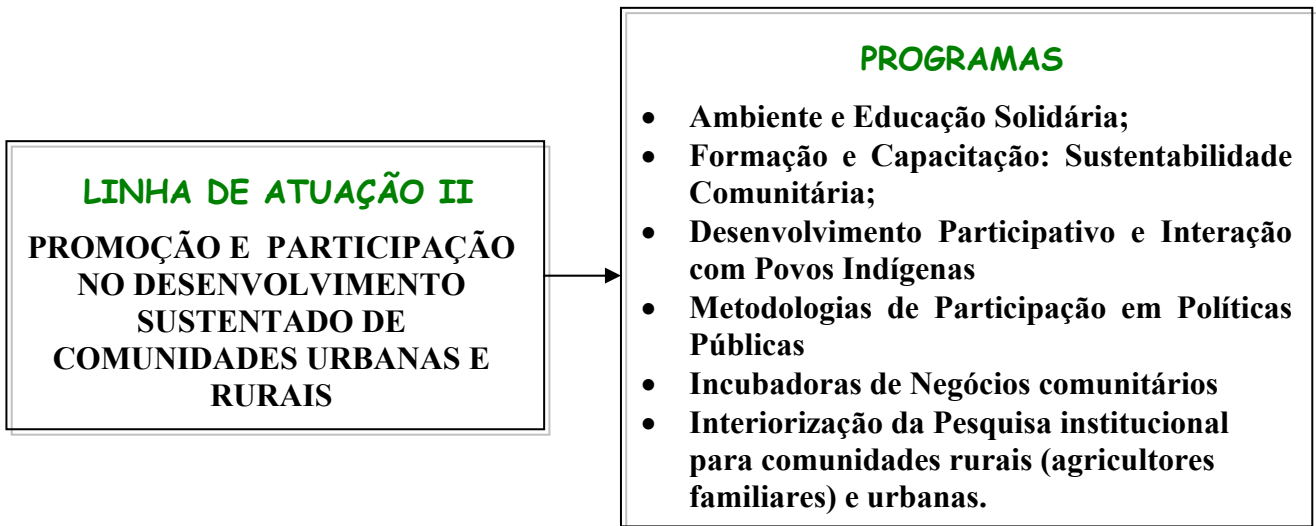 LINHA DE ATUAÇÃO II
PROMOÇÃO E PARTICIPAÇÃO
NO DESENVOLVIMENTO
SUSTENTADO DE
COMUNIDADES URBANAS E
RURAIS
PROGRAMAS
• Ambiente e Educação Solidária;
• Formação e Capacitação: Sustentabilidade
Comunitária;
• Desenvolvimento Participativo e Interação
com Povos Indígenas
• Metodologias de Participação em Políticas
Públicas
• Incubadoras de Negócios comunitários
• Interiorização da Pesquisa institucional
para comunidades rurais (agricultores
familiares) e urbanas.